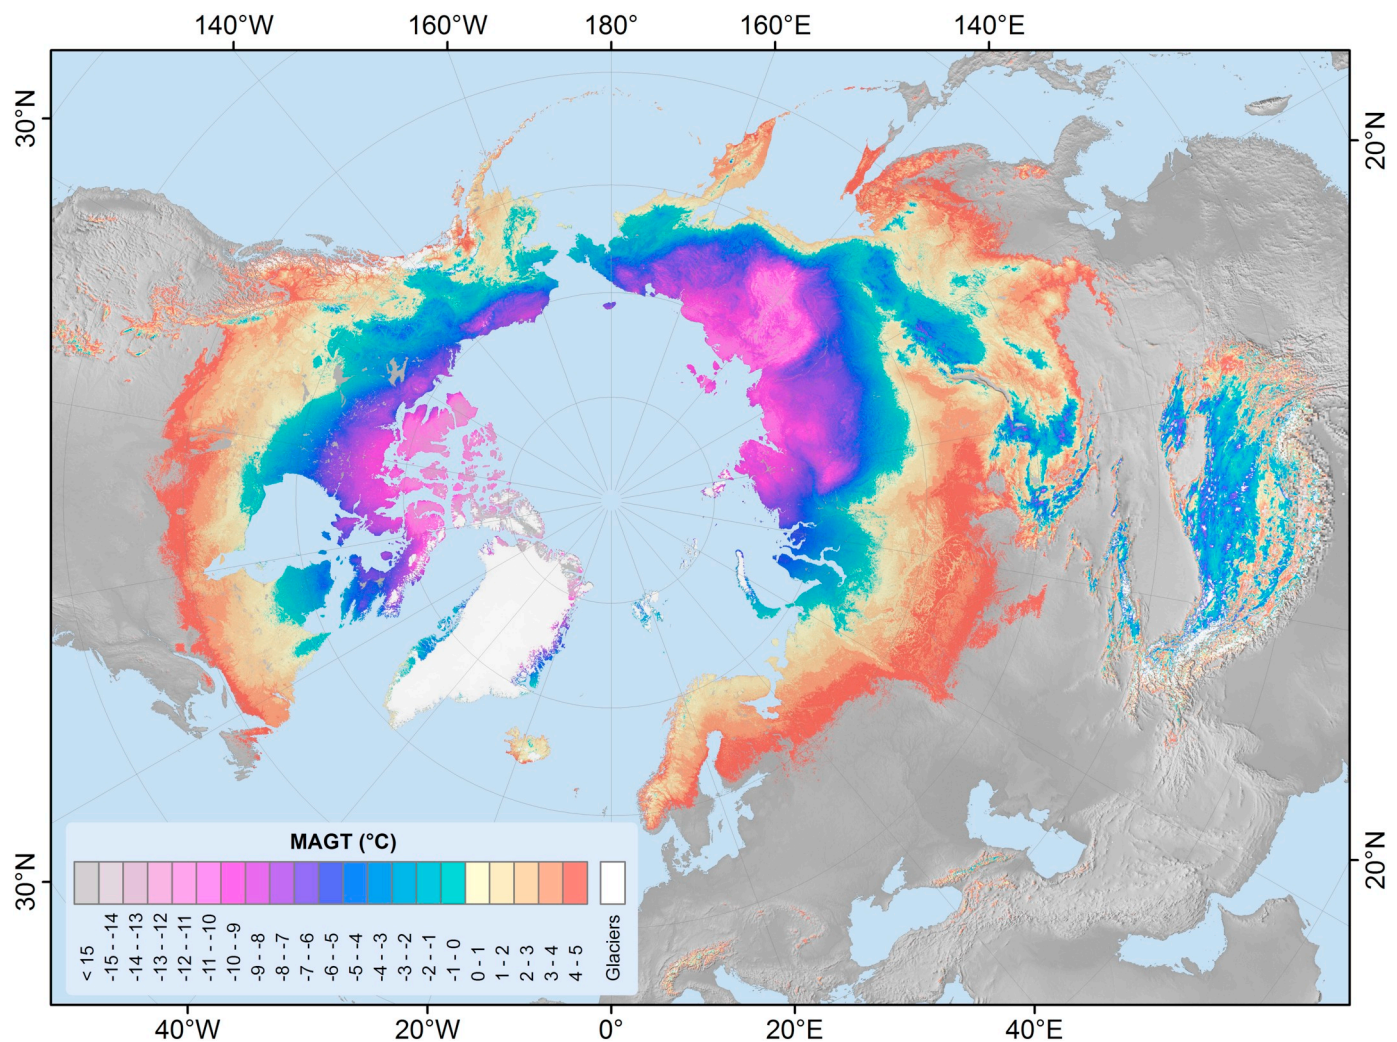 140°W 160°W 180° 160°E 140°E
30°N
20°N
MAGT (°C)
< 15
-15 - -14
-14 - -13
-13 - -12
-12 - -11
-11 - -10
-10 - -9
-9 - -8
-8 - -7
-7 - -6
-6 - -5
-5 - -4
-4 - -3
-3 - -2
-2 - -1
-1 - 0
0 - 1
1 - 2
2 - 3
3 - 4
4 - 5
Glaciers
30°N
20°N
40°W 20°W 0° 20°E 40°E